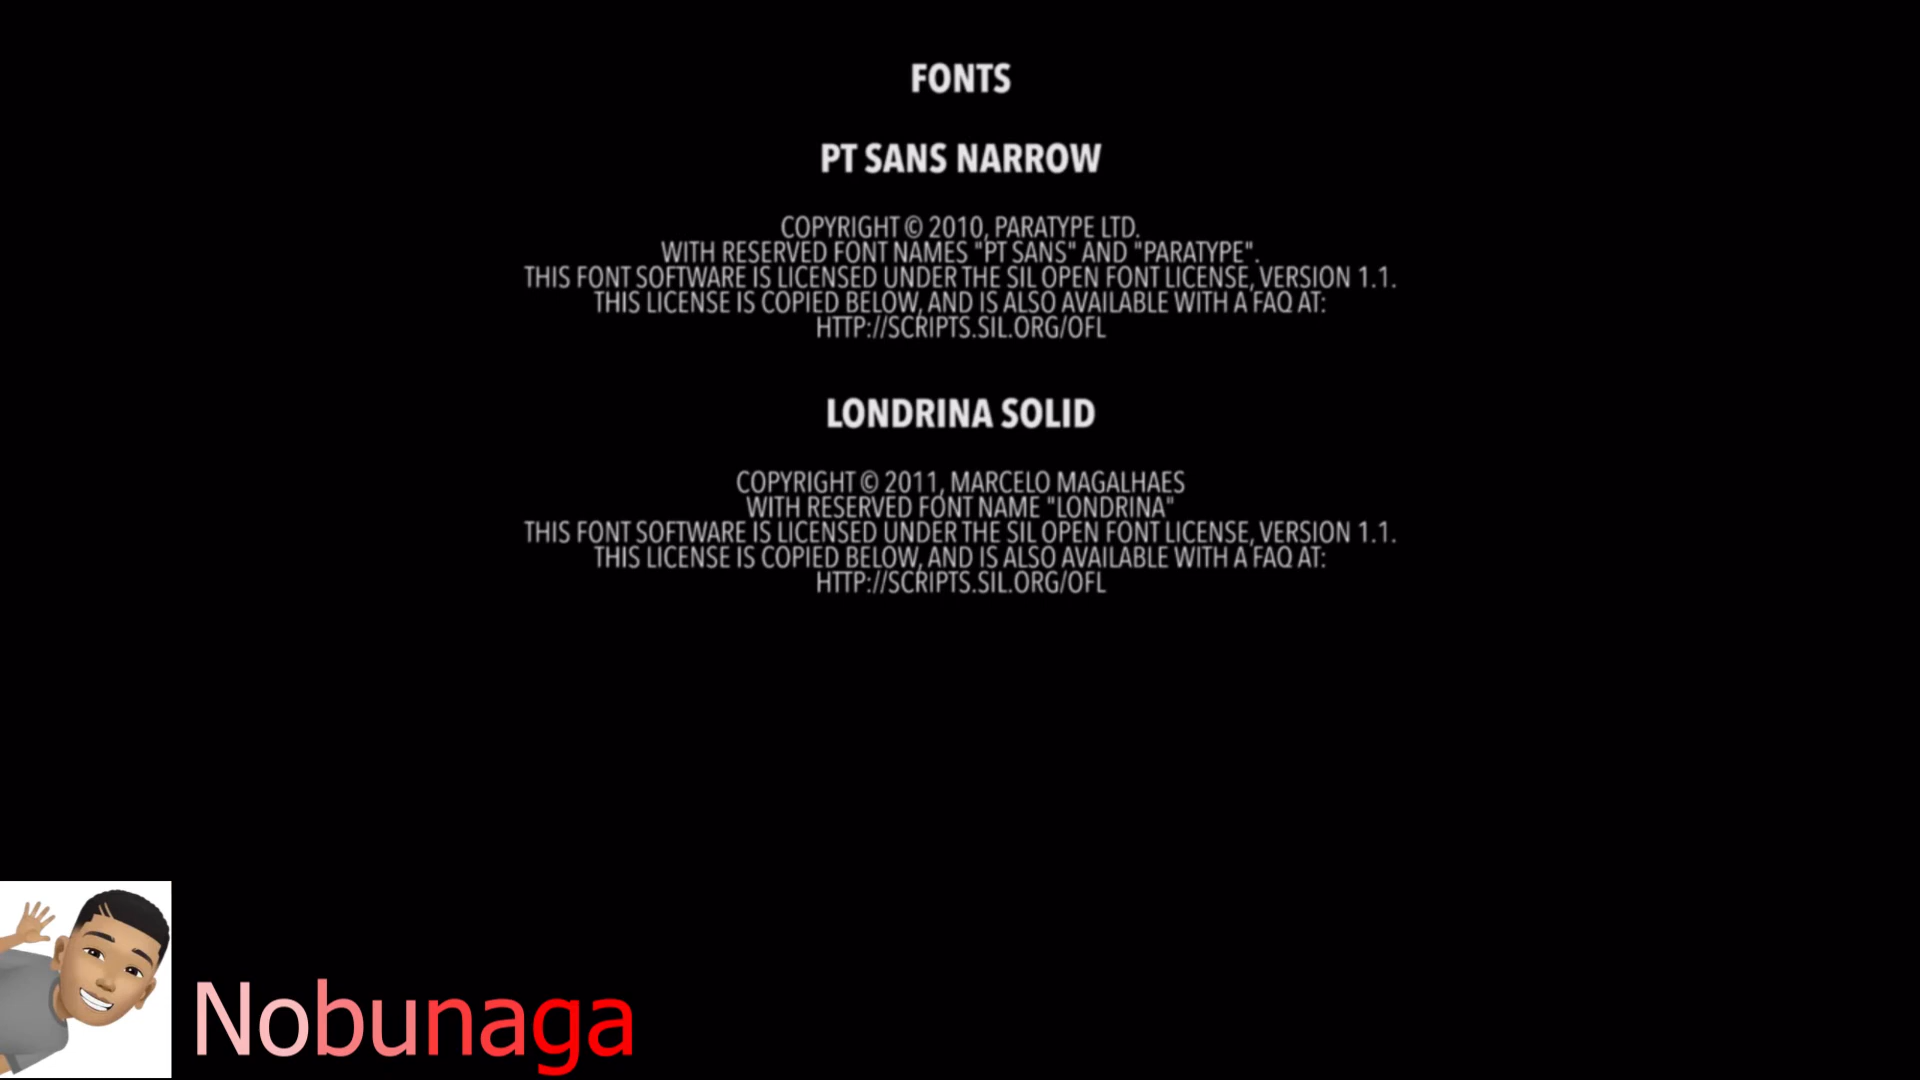 FONTS
PT SANS NARROW
COPYRIGHT © 2010, PARATYPE LTD.
WITH RESERVED FONT NAMES "PT SANS" AND "PARATYPE".
THIS FONT SOFTWARE IS LICENSED UNDER THE SIL OPEN FONT LICENSE, VERSION 1.1.
THIS LICENSE IS COPIED BELOW, AND IS ALSO AVAILABLE WITH A FAQ AT:
HTTP://SCRIPTS.SIL.ORG/OFL
LONDRINA SOLID
COPYRIGHT © 2011, MARCELO MAGALHAES
WITH RESERVED FONT NAME "LONDRINA"
THIS FONT SOFTWARE IS LICENSED UNDER THE SIL OPEN FONT LICENSE, VERSION 1.1.
THIS LICENSE IS COPIED BELOW, AND IS ALSO AVAILABLE WITH A FAQ AT:
HTTP://SCRIPTS.SIL.ORG/OFL
Nobunaga